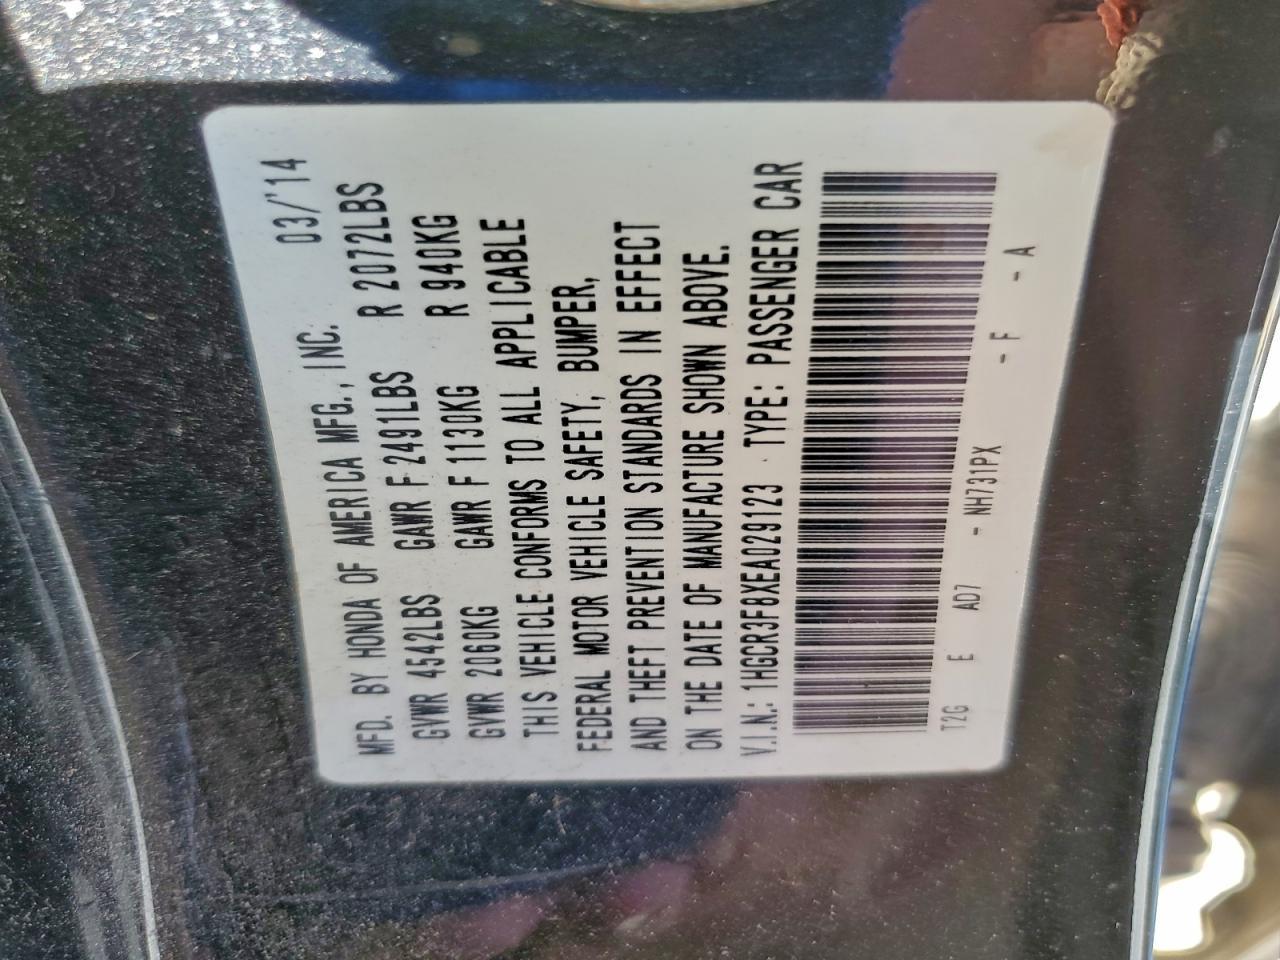 MFD. BY HONDA OF AMERICA MFG., INC. 03/'14
GVWR 4542LBS GAWR F 2491LBS R 2072LBS
GVWR 2060KG GAWR F 1130KG R 940KG
THIS VEHICLE CONFORMS TO ALL APPLICABLE
FEDERAL MOTOR VEHICLE SAFETY, BUMPER,
AND THEFT PREVENTION STANDARDS IN EFFECT
ON THE DATE OF MANUFACTURE SHOWN ABOVE.
V.I.N.: 1HGCR3F8XEA029123 TYPE: PASSENGER CAR
T2G E AD7 - NH731PX - F - A